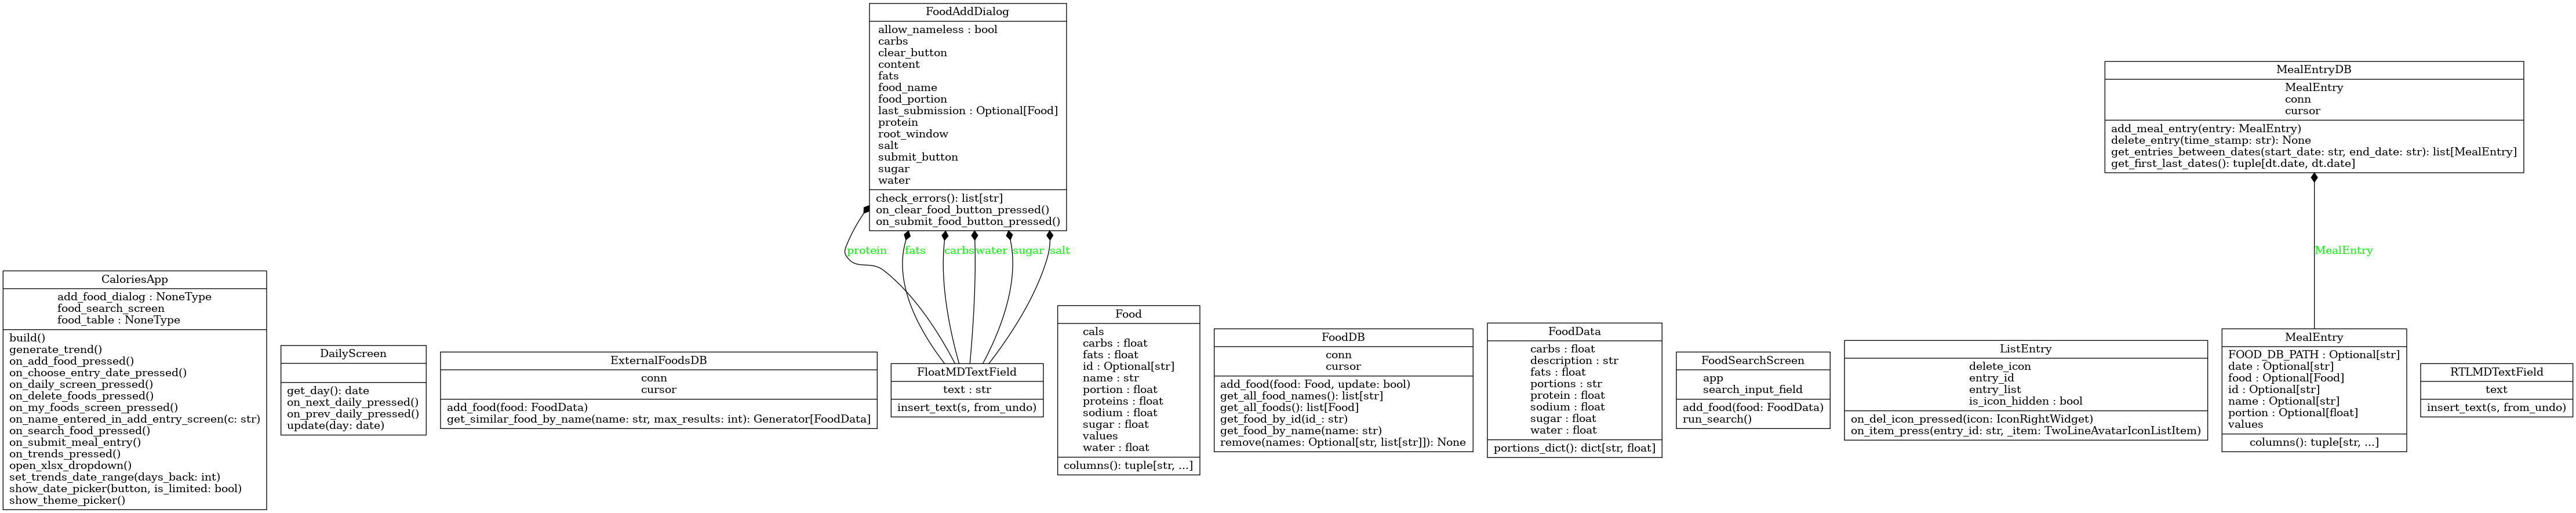 FoodAddDialog
allow_nameless : bool
carbs
clear_button
content
fats
food_name
food_portion
last_submission : Optional[Food]
protein
root_window
salt
submit_button
sugar
water
check_errors(): list[str]
on_clear_food_button_pressed()
on_submit_food_button_pressed()
MealEntryDB
MealEntry
conn
cursor
add_meal_entry(entry: MealEntry)
delete_entry(time_stamp: str): None
get_entries_between_dates(start_date: str, end_date: str): list[MealEntry]
get_first_last_dates(): tuple[dt.date, dt.date]
protein
fats
carbs
water
sugar
salt
MealEntry
CaloriesApp
add_food_dialog : NoneType
food_search_screen
food_table : NoneType
build()
generate_trend()
on_add_food_pressed()
on_choose_entry_date_pressed()
on_daily_screen_pressed()
on_delete_foods_pressed()
on_my_foods_screen_pressed()
on_name_entered_in_add_entry_screen(c: str)
on_search_food_pressed()
on_submit_meal_entry()
on_trends_pressed()
open_xlsx_dropdown()
set_trends_date_range(days_back: int)
show_date_picker(button, is_limited: bool)
show_theme_picker()
DailyScreen
get_day(): date
on_next_daily_pressed()
on_prev_daily_pressed()
update(day: date)
ExternalFoodsDB
conn
cursor
add_food(food: FoodData)
get_similar_food_by_name(name: str, max_results: int): Generator[FoodData]
FloatMDTextField
text : str
insert_text(s, from_undo)
Food
cals
carbs : float
fats : float
id : Optional[str]
name : str
portion : float
proteins : float
sodium : float
sugar : float
values
water : float
columns(): tuple[str, ...]
FoodDB
conn
cursor
add_food(food: Food, update: bool)
get_all_food_names(): list[str]
get_all_foods(): list[Food]
get_food_by_id(id_: str)
get_food_by_name(name: str)
remove(names: Optional[str, list[str]]): None
FoodData
carbs : float
description : str
fats : float
portions : str
protein : float
sodium : float
sugar : float
water : float
portions_dict(): dict[str, float]
FoodSearchScreen
app
search_input_field
add_food(food: FoodData)
run_search()
ListEntry
delete_icon
entry_id
entry_list
is_icon_hidden : bool
on_del_icon_pressed(icon: IconRightWidget)
on_item_press(entry_id: str, _item: TwoLineAvatarIconListItem)
MealEntry
FOOD_DB_PATH : Optional[str]
date : Optional[str]
food : Optional[Food]
id : Optional[str]
name : Optional[str]
portion : Optional[float]
values
columns(): tuple[str, ...]
RTLMDTextField
text
insert_text(s, from_undo)